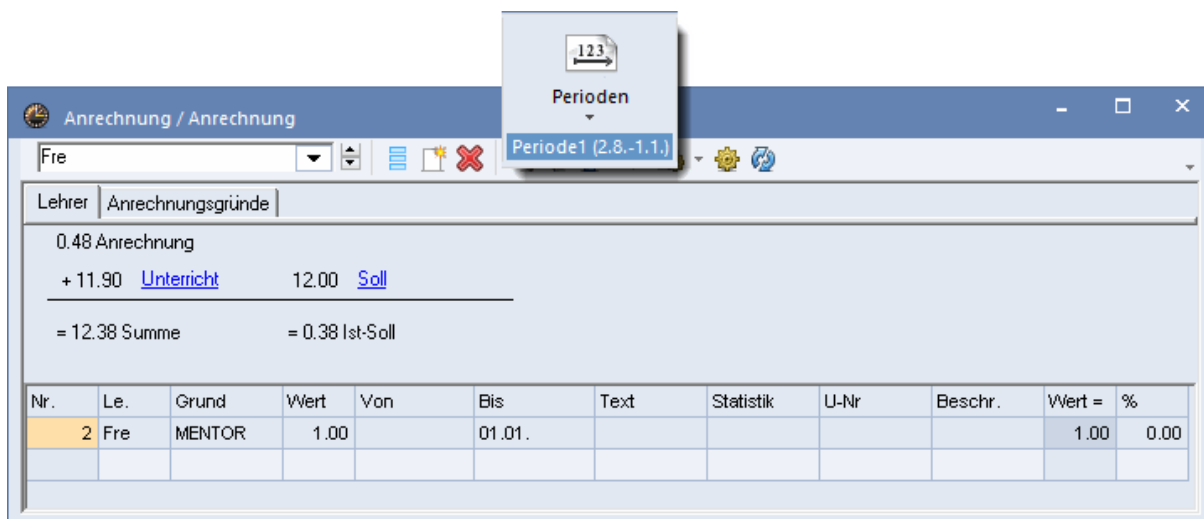 123
Perioden
Periode1 (2.8.-1.1.)
Anrechnung / Anrechnung
Fre
Lehrer Anrechnungsgründe
0.48 Anrechnung
+ 11.90 Unterricht 12.00 Soll
= 12.38 Summe = 0.38 Ist-Soll
Nr. Le. Grund Wert Von Bis Text Statistik U-Nr Beschr. Wert = %
2 Fre MENTOR 1.00 01.01. 1.00 0.00